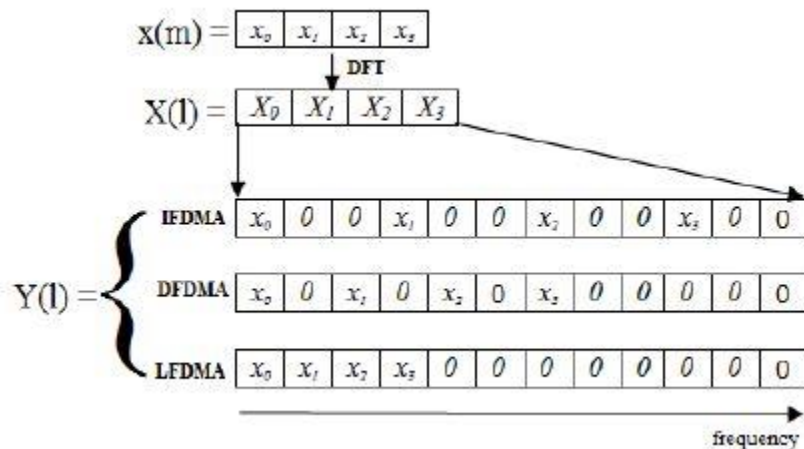 x(m) = x₀ x₁ x₂ x₃
DFT
X(l) = X₀ X₁ X₂ X₃
IFDMA x₀ 0 0 x₁ 0 0 x₂ 0 0 x₃ 0 0
Y(l) = DFDMA x₀ 0 x₁ 0 x₂ 0 x₃ 0 0 0 0 0
LFDMA x₀ x₁ x₂ x₃ 0 0 0 0 0 0 0 0
frequency